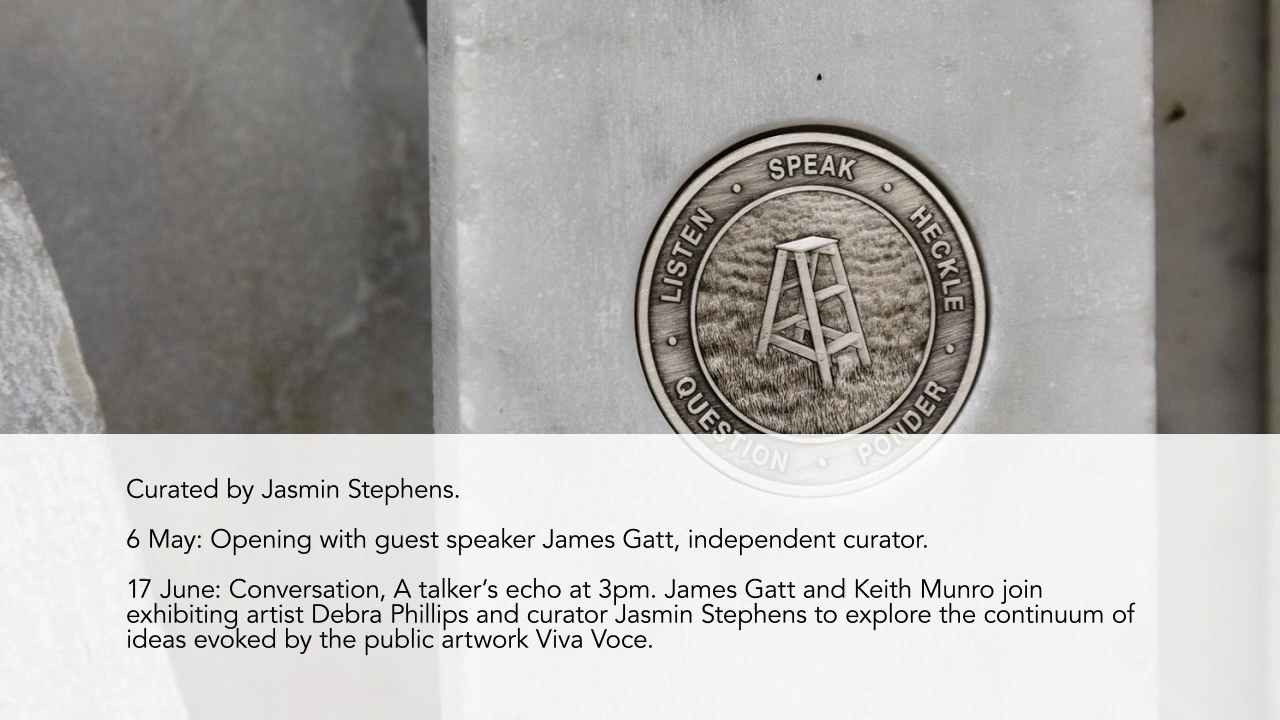 SPEAK
HECKLE
PONDER
QUESTION
LISTEN
Curated by Jasmin Stephens.
6 May: Opening with guest speaker James Gatt, independent curator.
17 June: Conversation, A talker’s echo at 3pm. James Gatt and Keith Munro join
exhibiting artist Debra Phillips and curator Jasmin Stephens to explore the continuum of
ideas evoked by the public artwork Viva Voce.